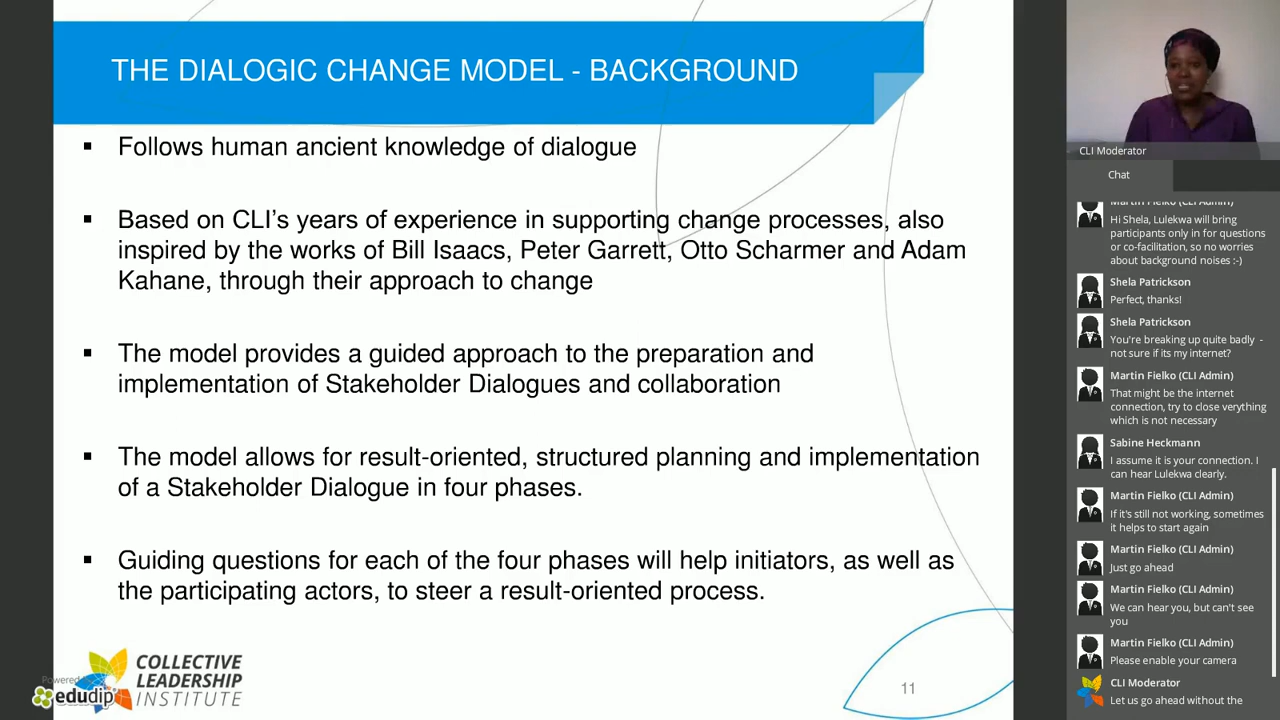 THE DIALOGIC CHANGE MODEL - BACKGROUND
▪ Follows human ancient knowledge of dialogue
▪ Based on CLI's years of experience in supporting change processes, also
inspired by the works of Bill Isaacs, Peter Garrett, Otto Scharmer and Adam
Kahane, through their approach to change
▪ The model provides a guided approach to the preparation and
implementation of Stakeholder Dialogues and collaboration
▪ The model allows for result-oriented, structured planning and implementation
of a Stakeholder Dialogue in four phases.
▪ Guiding questions for each of the four phases will help initiators, as well as
the participating actors, to steer a result-oriented process.
COLLECTIVE
LEADERSHIP
INSTITUTE
Powered
edudip
11
CLI Moderator
Chat
Martin Fielko (CLI Admin)
Hi Shela, Lulekwa will bring
participants only in for questions
or co-facilitation, so no worries
about background noises :-)
Shela Patrickson
Perfect, thanks!
Shela Patrickson
You're breaking up quite badly -
not sure if its my internet?
Martin Fielko (CLI Admin)
That might be the internet
connection, try to close verything
which is not necessary
Sabine Heckmann
I assume it is your connection. I
can hear Lulekwa clearly.
Martin Fielko (CLI Admin)
If it's still not working, sometimes
it helps to start again
Martin Fielko (CLI Admin)
Just go ahead
Martin Fielko (CLI Admin)
We can hear you, but can't see
you
Martin Fielko (CLI Admin)
Please enable your camera
CLI Moderator
Let us go ahead without the